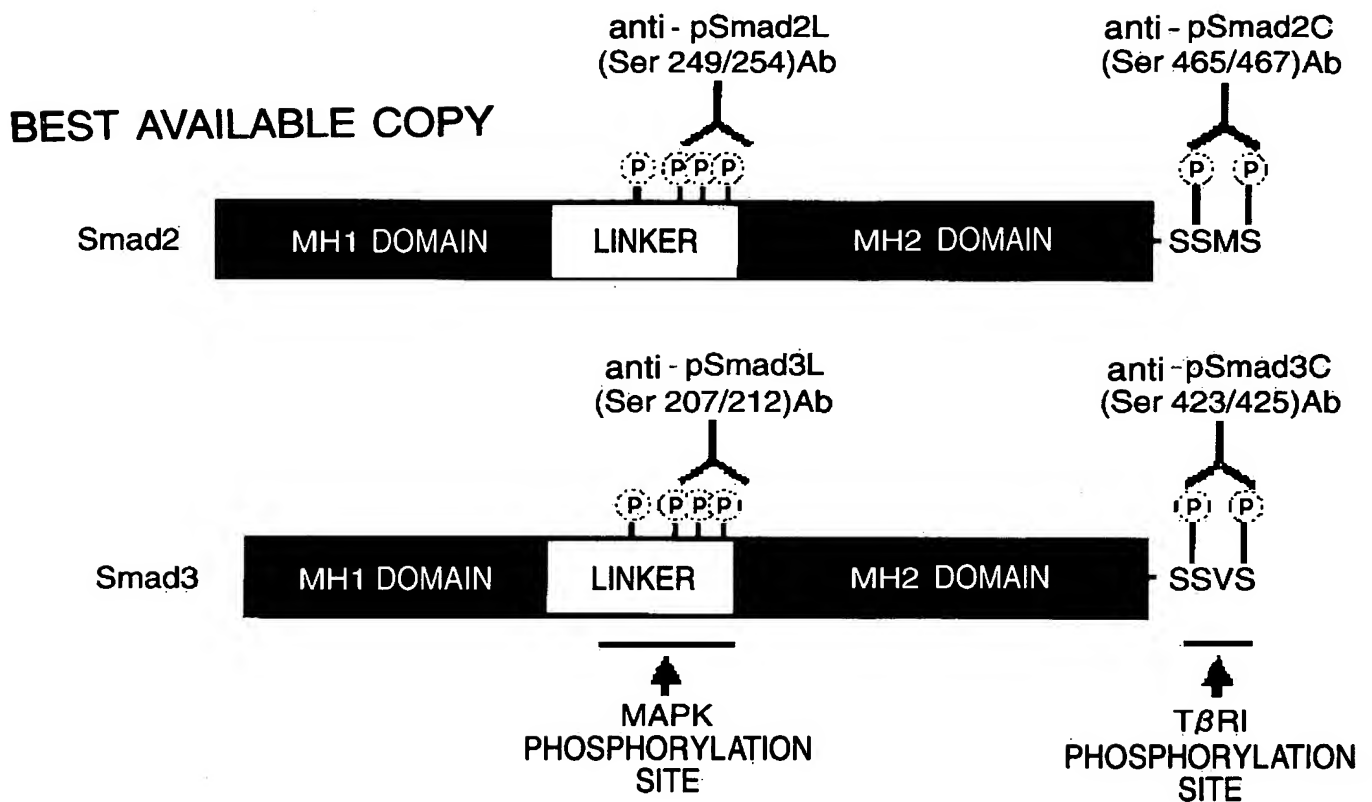 anti - pSmad2L
(Ser 249/254)Ab
anti - pSmad2C
(Ser 465/467)Ab
BEST AVAILABLE COPY
P P P P P P
Smad2 MH1 DOMAIN LINKER MH2 DOMAIN SSMS
anti - pSmad3L
(Ser 207/212)Ab
anti - pSmad3C
(Ser 423/425)Ab
P P P P P P
Smad3 MH1 DOMAIN LINKER MH2 DOMAIN SSVS
MAPK
PHOSPHORYLATION
SITE
TβRI
PHOSPHORYLATION
SITE